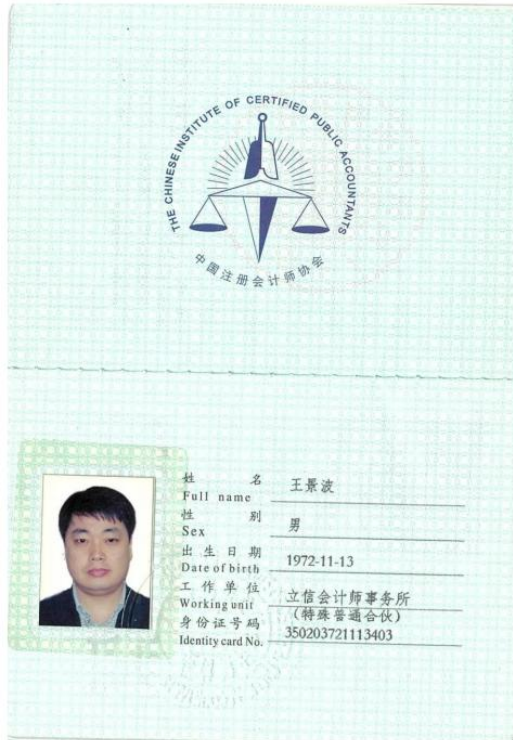 THE CHINESE INSTITUTE OF CERTIFIED PUBLIC ACCOUNTANTS
中国注册会计师协会
姓 名 王景波
Full name
性 别 男
Sex
出生日期 1972-11-13
Date of birth
工作单位 立信会计师事务所
Working unit (特殊普通合伙)
身份证号码 350203721113403
Identity card No.